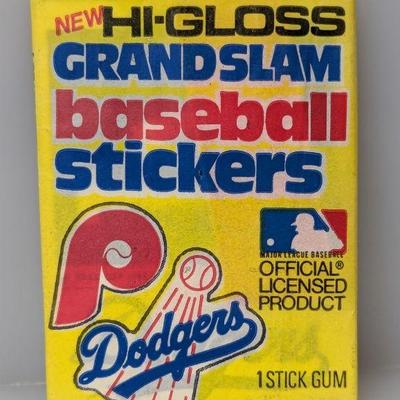 NEW HI-GLOSS
GRAND SLAM
baseball
stickers
P
MAJOR LEAGUE BASEBALL
OFFICIAL®
LICENSED
PRODUCT
Dodgers
1 STICK GUM